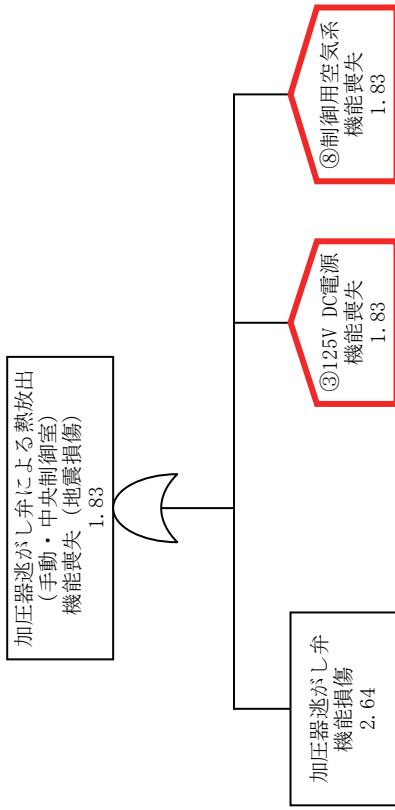 加圧器逃がし弁による熱放出
（手動・中央制御室）
機能喪失（地震損傷）
1.83
加圧器逃がし弁
機能損傷
2.64
③125V DC電源
機能喪失
1.83
⑧制御用空気系
機能喪失
1.83